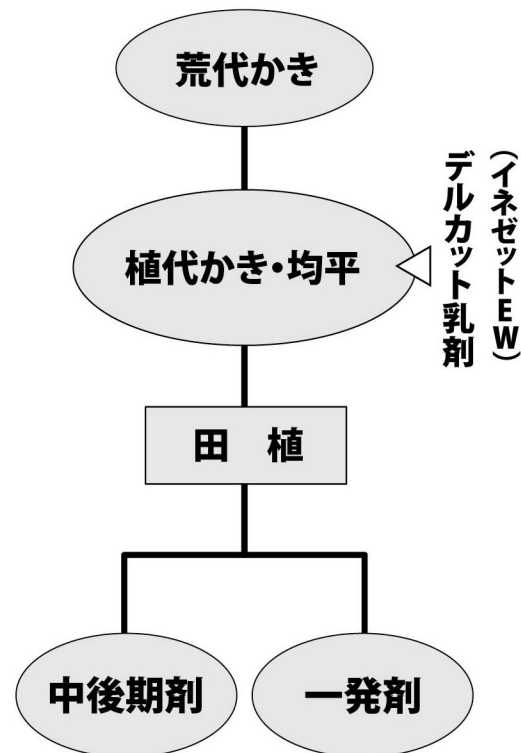 荒代かき
植代かき・均平
(イネゼットEW)
デルカット乳剤
田　植
中後期剤
一発剤